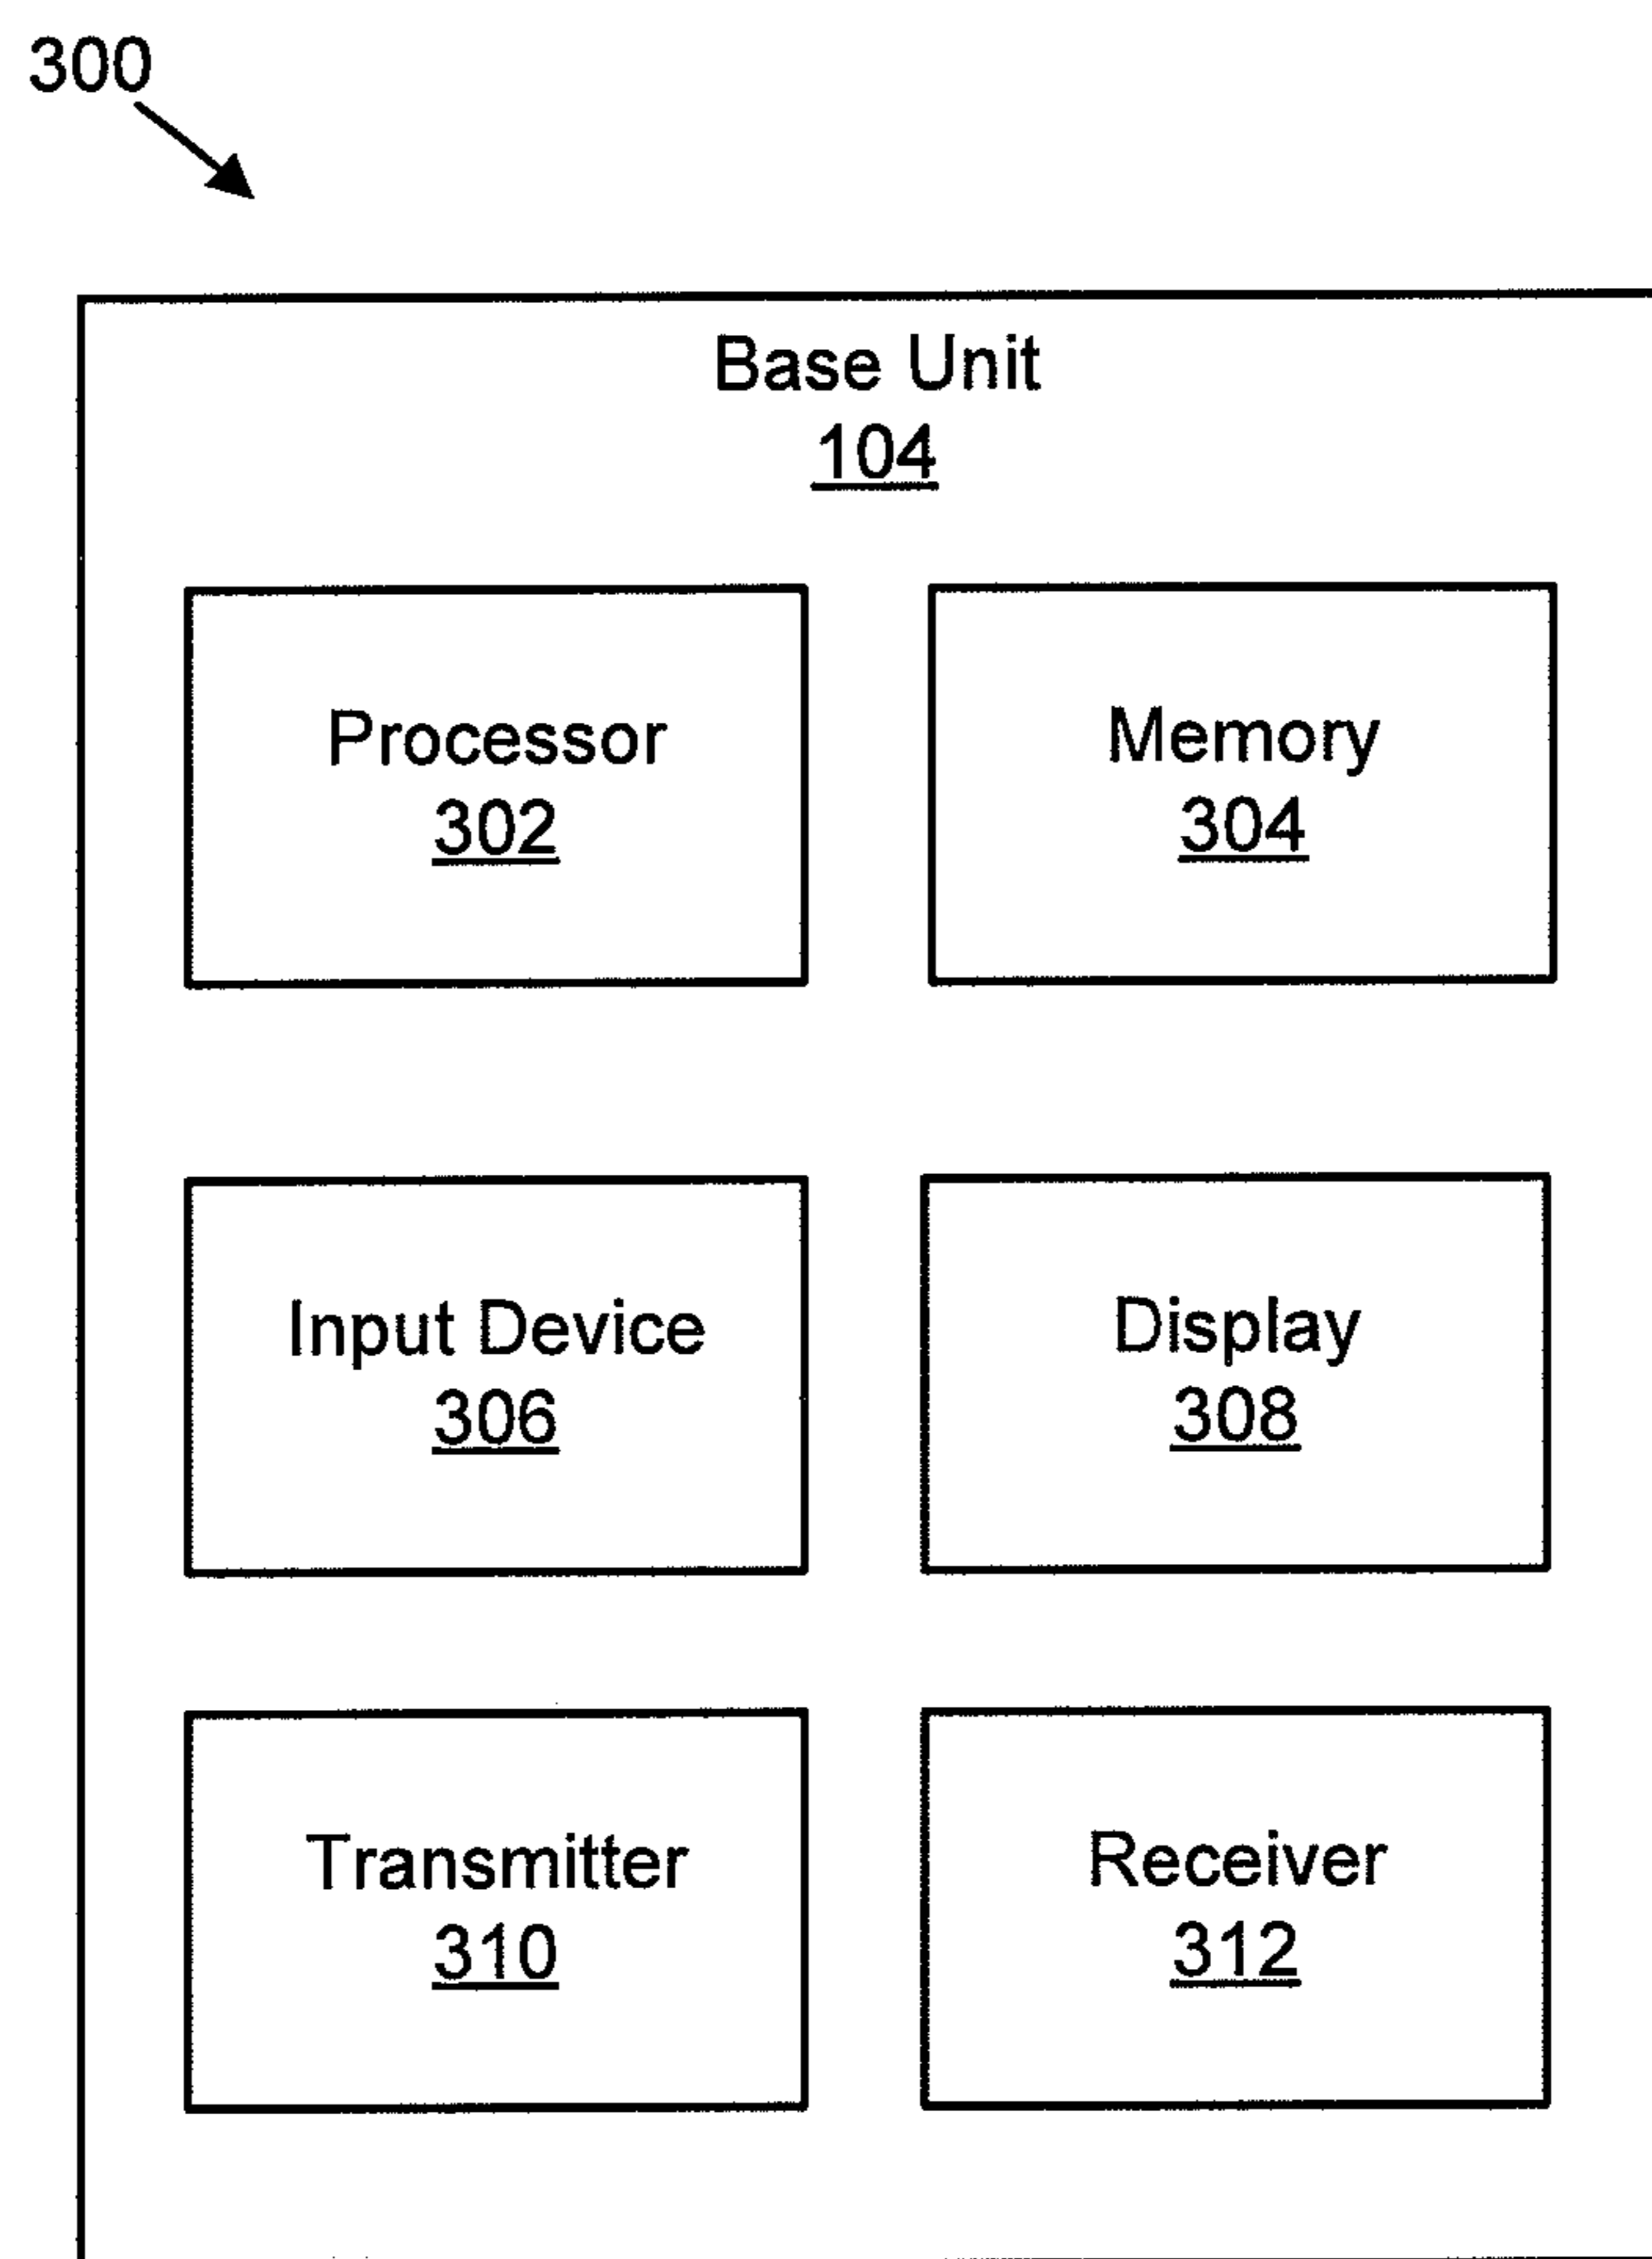 300
Base Unit
104
Processor
302
Memory
304
Input Device
306
Display
308
Transmitter
310
Receiver
312